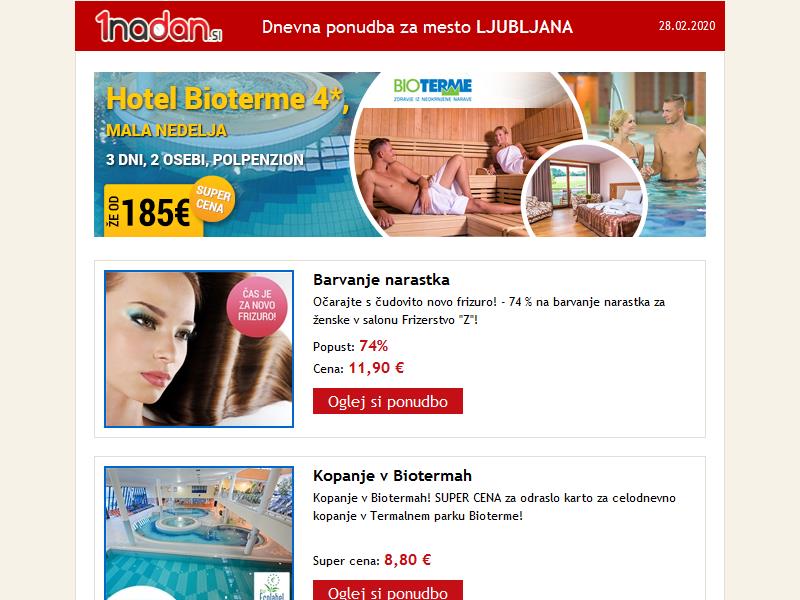 1nadan.si
Dnevna ponudba za mesto LJUBLJANA
28.02.2020
Hotel Bioterme 4*,
MALA NEDELJA
3 DNI, 2 OSEBI, POLPENZION
ŽE OD
185€
SUPER
CENA
BIOTERME
ZDRAVJE IZ NEOKRNJENE NARAVE
ČAS JE
ZA NOVO
FRIZURO!
Barvanje narastka
Očarajte s čudovito novo frizuro! - 74 % na barvanje narastka za
ženske v salonu Frizerstvo "Z"!
Popust: 74%
Cena: 11,90 €
Oglej si ponudbo
Kopanje v Biotermah
Kopanje v Biotermah! SUPER CENA za odraslo karto za celodnevno
kopanje v Termalnem parku Bioterme!
Super cena: 8,80 €
Oglej si ponudbo
Ecolabel